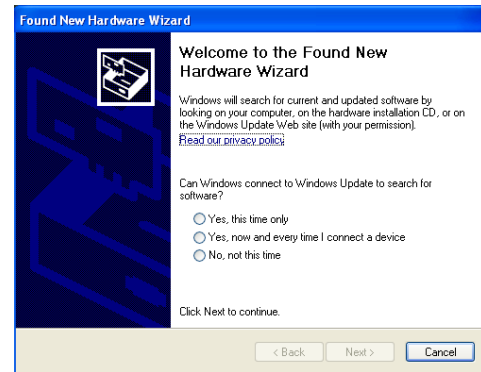 Found New Hardware Wizard
Welcome to the Found New
Hardware Wizard
Windows will search for current and updated software by
looking on your computer, on the hardware installation CD, or on
the Windows Update Web site (with your permission).
Read our privacy policy
Can Windows connect to Windows Update to search for
software?
Yes, this time only
Yes, now and every time I connect a device
No, not this time
Click Next to continue.
< Back Next > Cancel